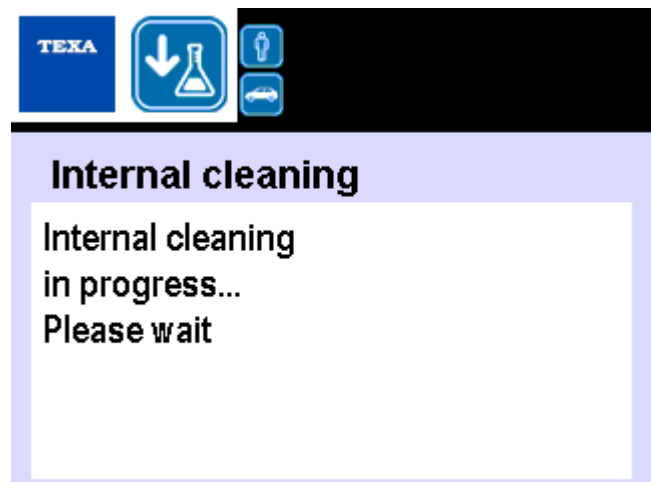 TEXA
Internal cleaning
Internal cleaning
in progress...
Please wait